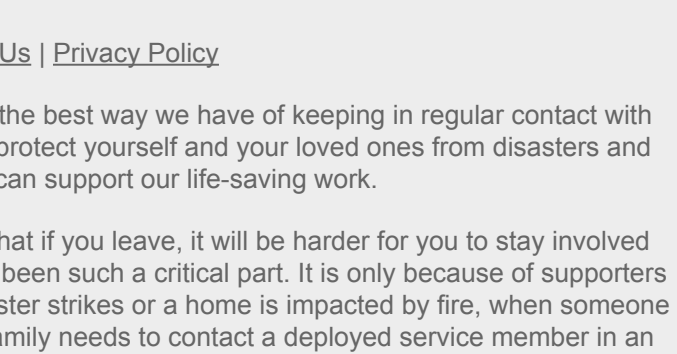 Us | Privacy Policy
the best way we have of keeping in regular contact with
protect yourself and your loved ones from disasters and
can support our life-saving work.
hat if you leave, it will be harder for you to stay involved
been such a critical part. It is only because of supporters
ster strikes or a home is impacted by fire, when someone
amily needs to contact a deployed service member in an